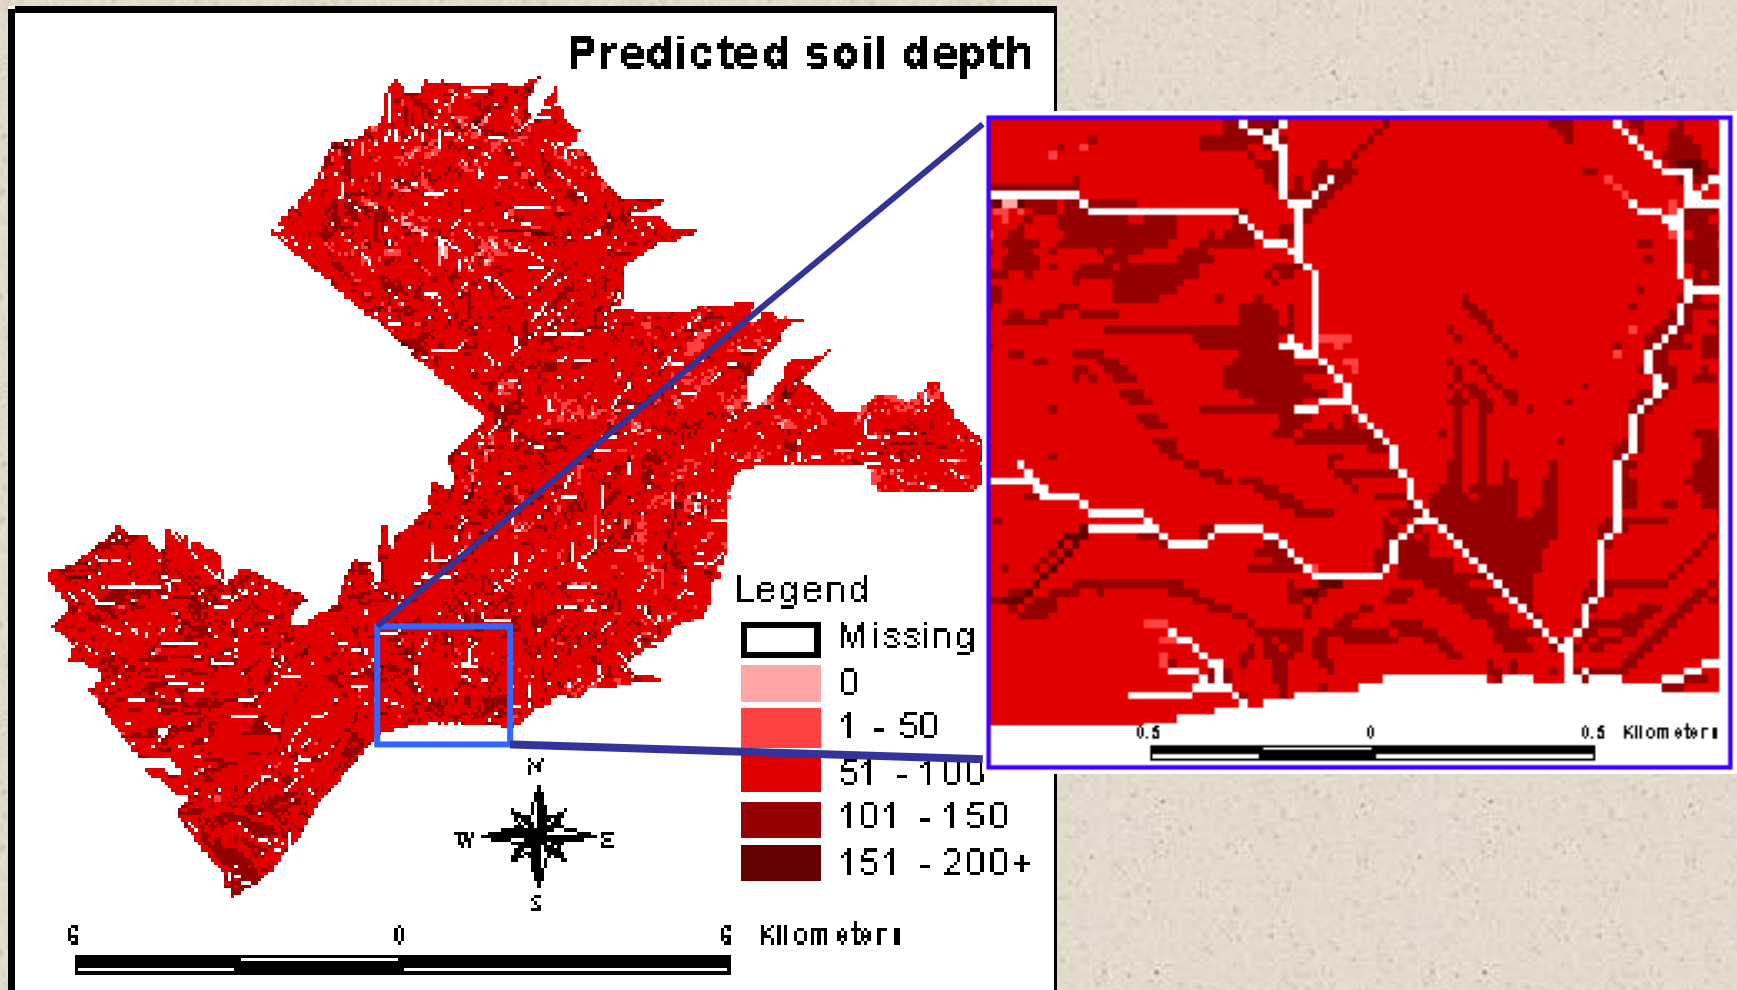 Predicted soil depth
Legend
Missing
0
1 - 50
51 - 100
101 - 150
151 - 200+
N
W E
S
6 0 6 Kilometers
0.5 0 0.5 Kilometers